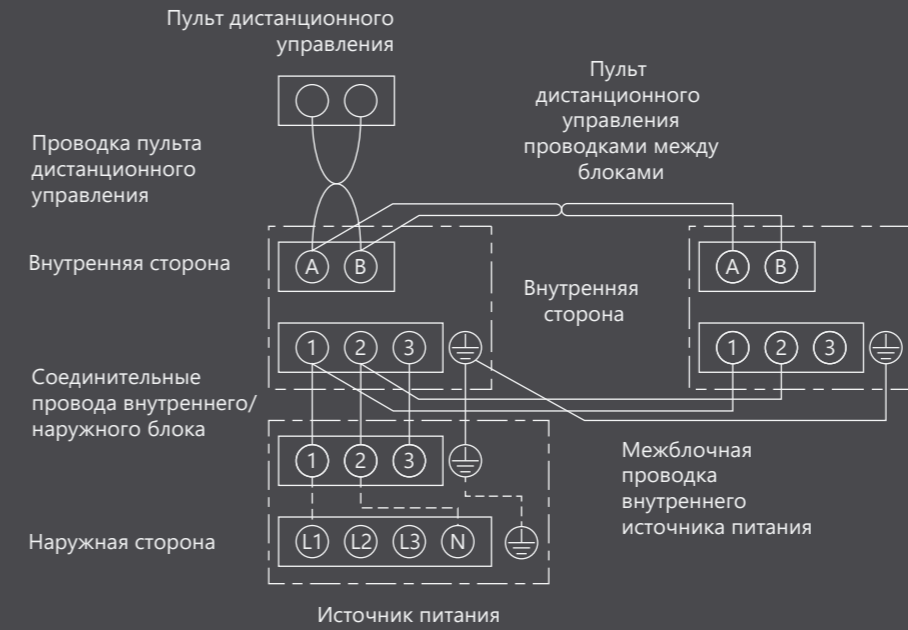 Пульт дистанционного
управления
Пульт
дистанционного
управления
проводками между
блоками
Проводка пульта
дистанционного
управления
Внутренняя сторона
A B
A B
Внутренняя
сторона
1 2 3
1 2 3
Соединительные
провода внутреннего/
наружного блока
1 2 3
Межблочная
проводка
внутреннего
источника питания
Наружная сторона
L1 L2 L3 N
Источник питания